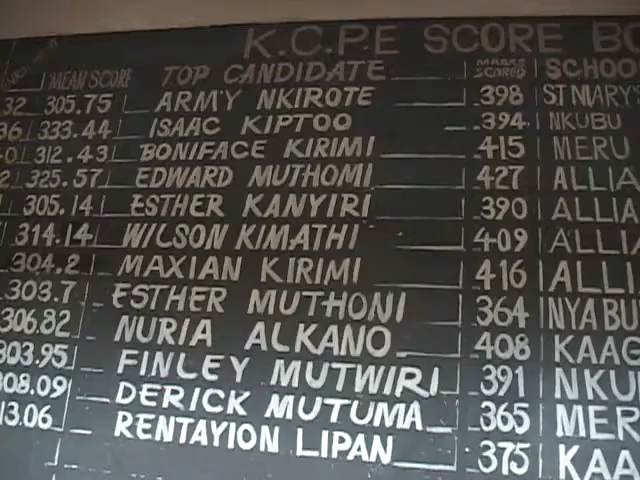 K.C.P.E SCORE BO
MEAN SCORE TOP CANDIDATE MARKS SCORED SCHOO
32 305.75 ARMY NKIROTE 398 ST MARY'S
36 333.44 ISAAC KIPTOO 394 NKUBU
0 312.43 BONIFACE KIRIMI 415 MERU
2 325.57 EDWARD MUTHOMI 427 ALLIA
305.14 ESTHER KANYIRI 390 ALLIA
314.14 WILSON KIMATHI 409 ALLIA
304.2 MAXIAN KIRIMI 416 ALLI
303.7 ESTHER MUTHONI 364 NYABU
306.82 NURIA ALKANO 408 KAAG
303.95 FINLEY MUTWIRI 391 NKU
308.09 DERICK MUTUMA 365 MER
13.06 RENTAYION LIPAN 375 KAA